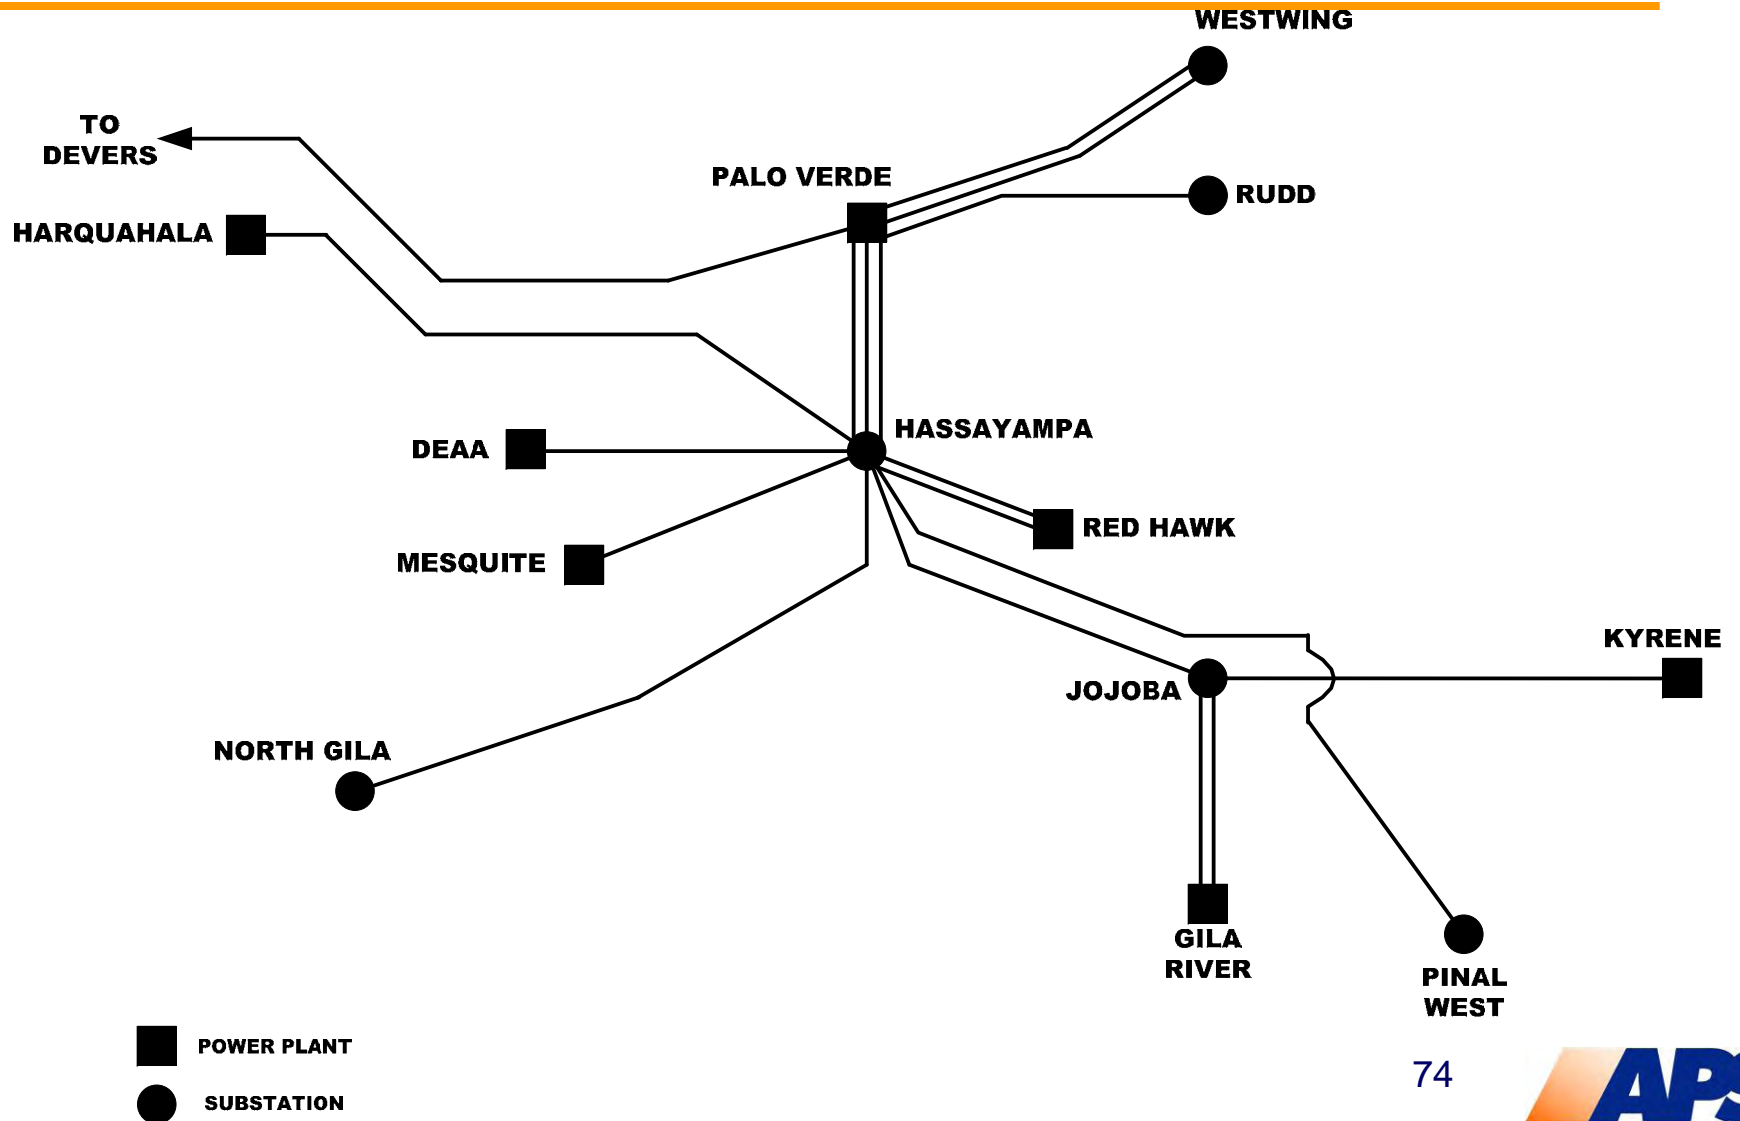 WESTWING
TO
DEVERS
PALO VERDE
RUDD
HARQUAHALA
HASSAYAMPA
DEAA
RED HAWK
MESQUITE
KYRENE
JOJOBA
NORTH GILA
GILA
RIVER
PINAL
WEST
POWER PLANT
74
SUBSTATION
APS